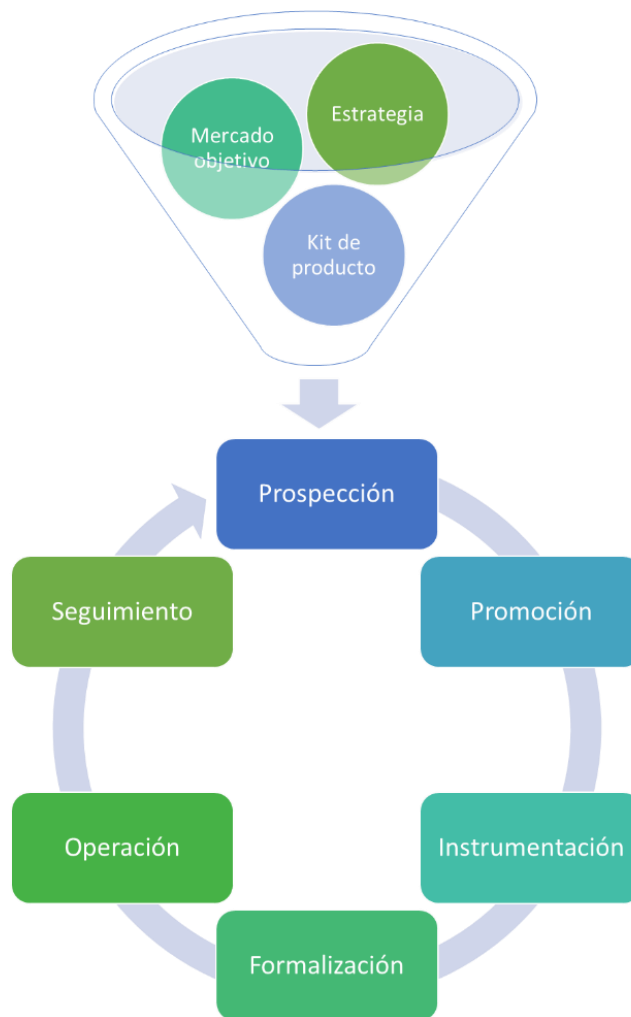 Estrategia
Mercado
objetivo
Kit de
producto
Prospección
Promoción
Instrumentación
Formalización
Operación
Seguimiento